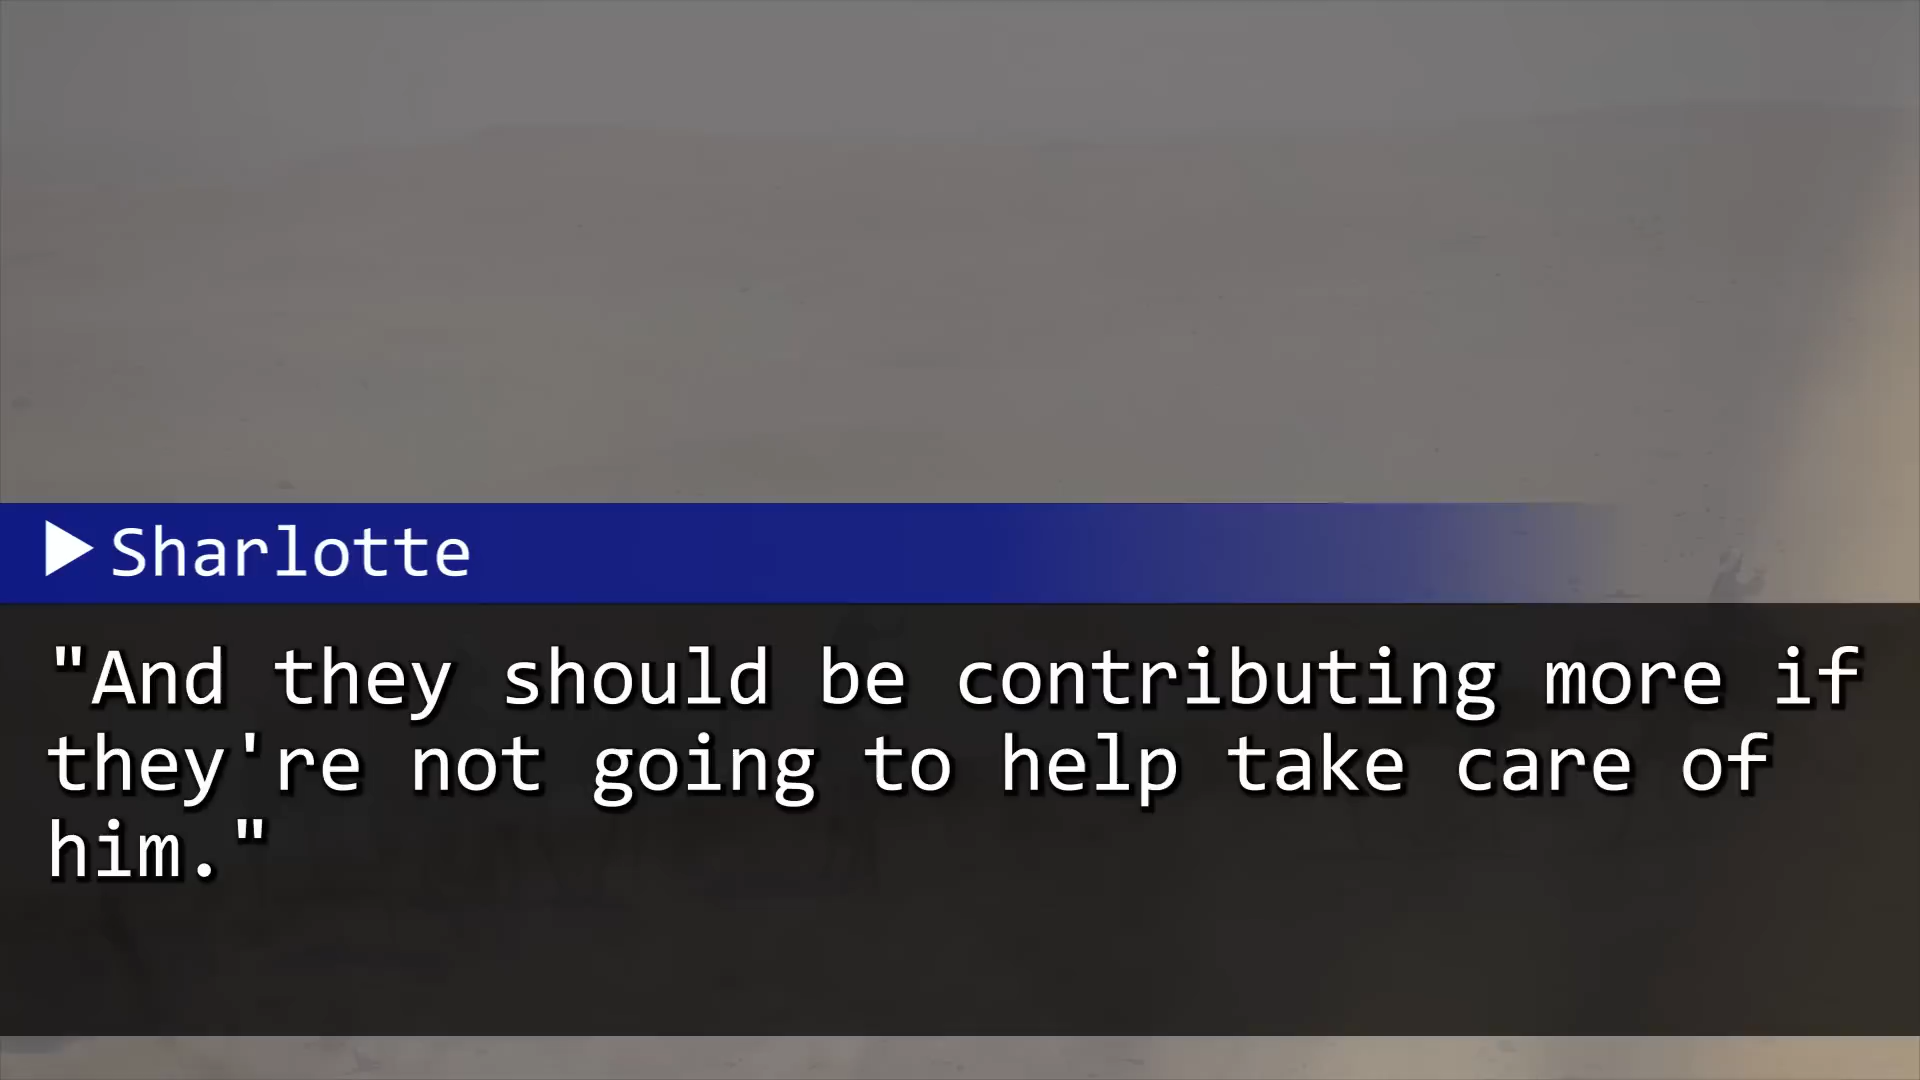 Sharlotte
"And they should be contributing more if
they're not going to help take care of
him."